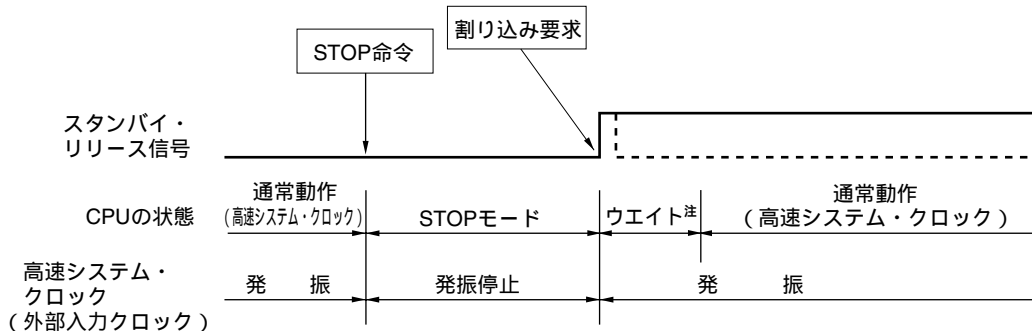 割り込み要求
STOP命令
スタンバイ・
リリース信号
通常動作
(高速システム・クロック)
通常動作
(高速システム・クロック)
CPUの状態
STOPモード
ウエイト注
高速システム・
クロック
(外部入力クロック)
発 振
発振停止
発 振